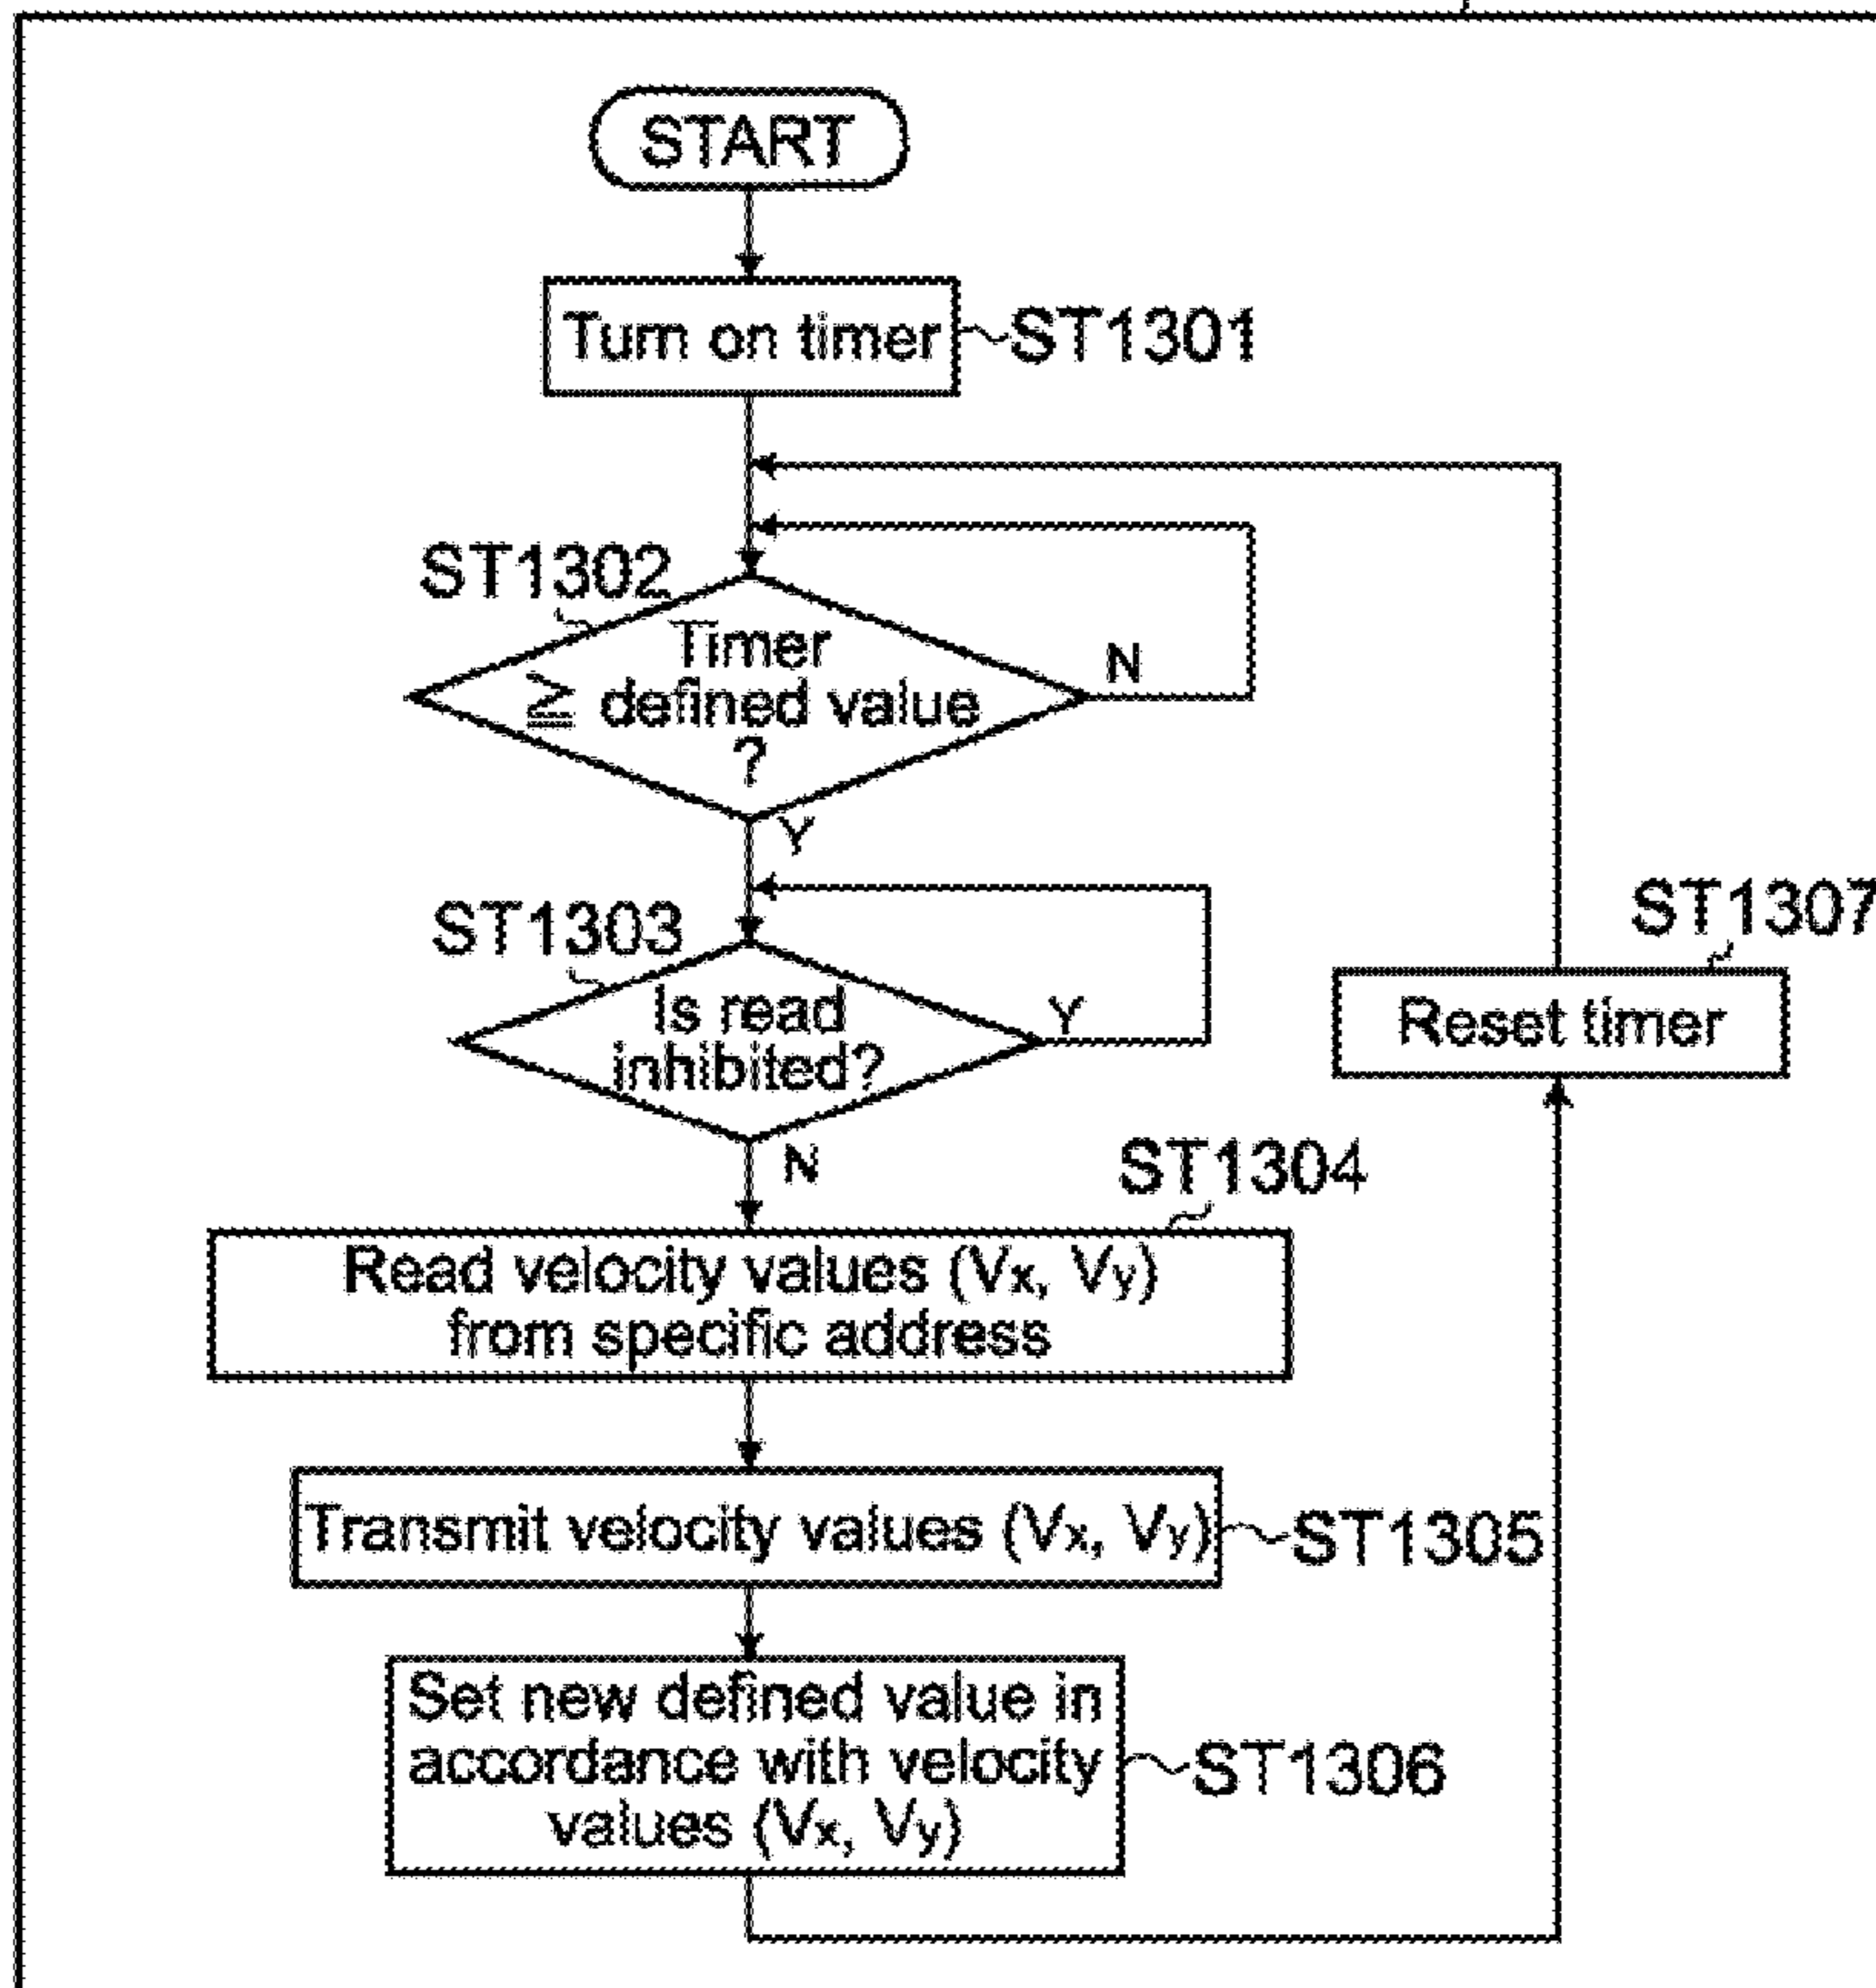 START
Turn on timer
ST1301
ST1302
Timer
≧ defined value
?
N
Y
ST1303
Is read
inhibited?
Y
N
ST1307
Reset timer
ST1304
Read velocity values (Vx, Vy)
from specific address
Transmit velocity values (Vx, Vy)
ST1305
Set new defined value in
accordance with velocity
values (Vx, Vy)
ST1306